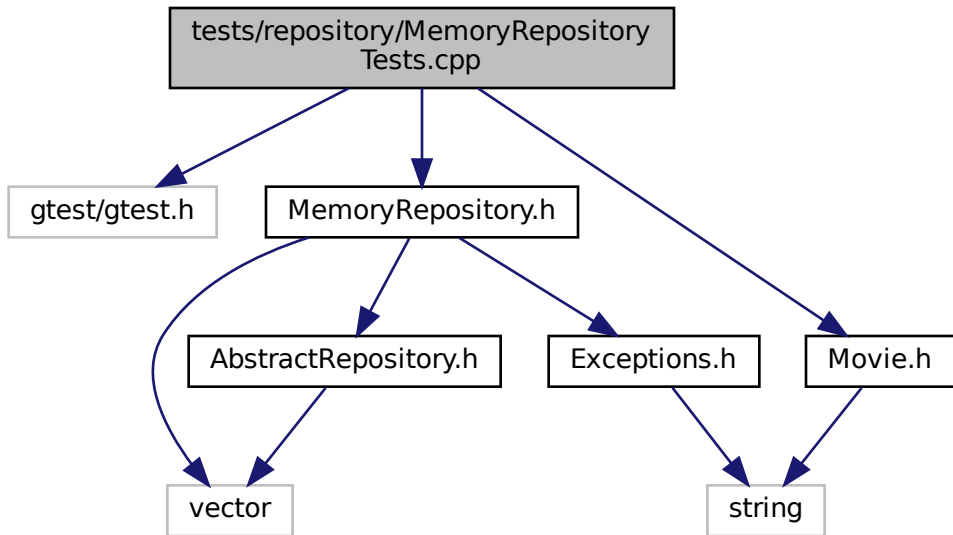 tests/repository/MemoryRepository
Tests.cpp
gtest/gtest.h
MemoryRepository.h
AbstractRepository.h
Exceptions.h
Movie.h
vector
string